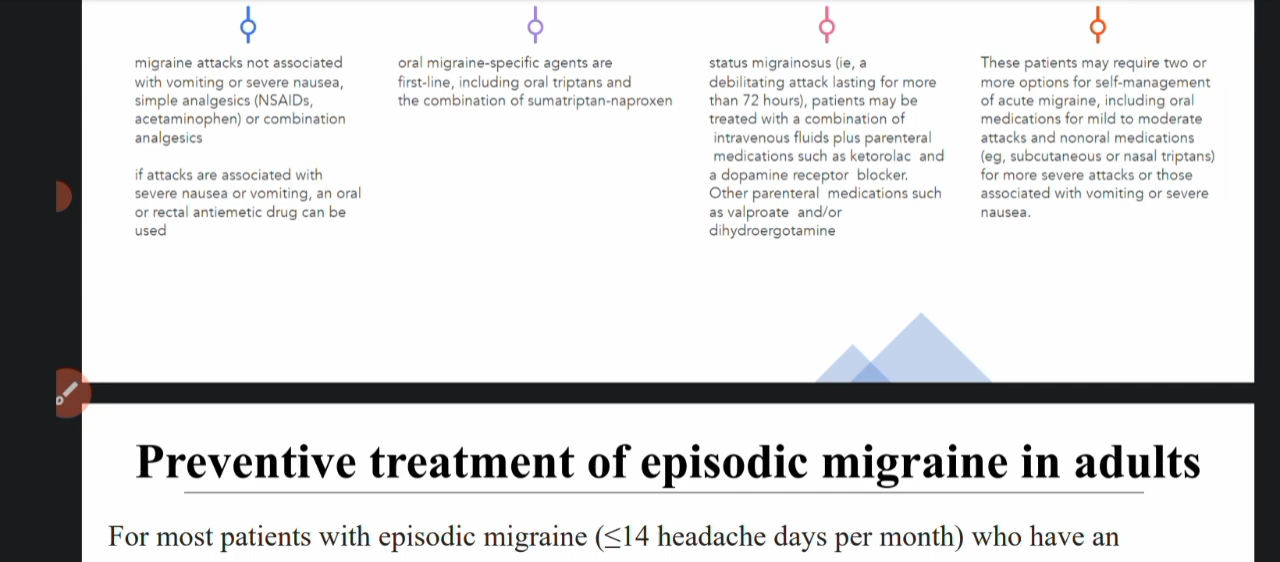 migraine attacks not associated
with vomiting or severe nausea,
simple analgesics (NSAIDs,
acetaminophen) or combination
analgesics
if attacks are associated with
severe nausea or vomiting, an oral
or rectal antiemetic drug can be
used
oral migraine-specific agents are
first-line, including oral triptans and
the combination of sumatriptan-naproxen
status migrainosus (ie, a
debilitating attack lasting for more
than 72 hours), patients may be
treated with a combination of
intravenous fluids plus parenteral
medications such as ketorolac and
a dopamine receptor blocker.
Other parenteral medications such
as valproate and/or
dihydroergotamine
These patients may require two or
more options for self-management
of acute migraine, including oral
medications for mild to moderate
attacks and nonoral medications
(eg, subcutaneous or nasal triptans)
for more severe attacks or those
associated with vomiting or severe
nausea.
Preventive treatment of episodic migraine in adults
For most patients with episodic migraine (≤14 headache days per month) who have an